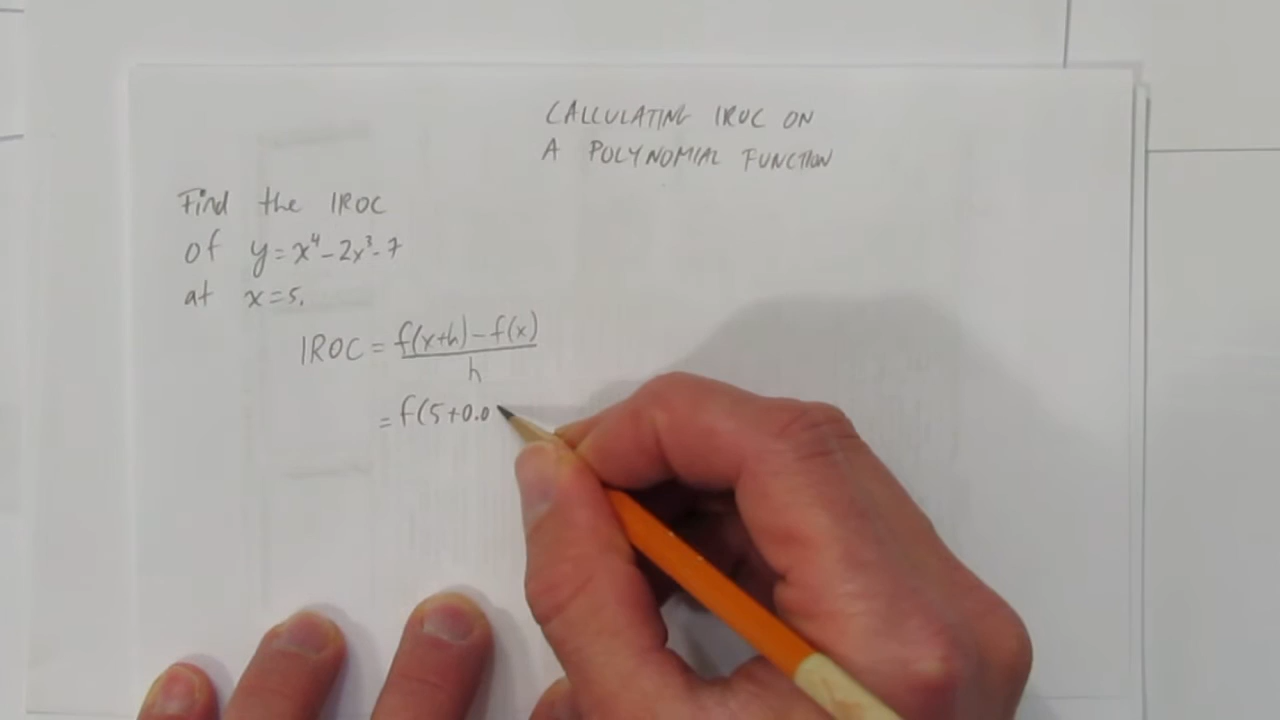 CALCULATING IROC ON
A POLYNOMIAL FUNCTION
Find the IROC
of y=x⁴-2x³-7
at x=5.
IROC = f(x+h)-f(x)
h
= f(5+0.0